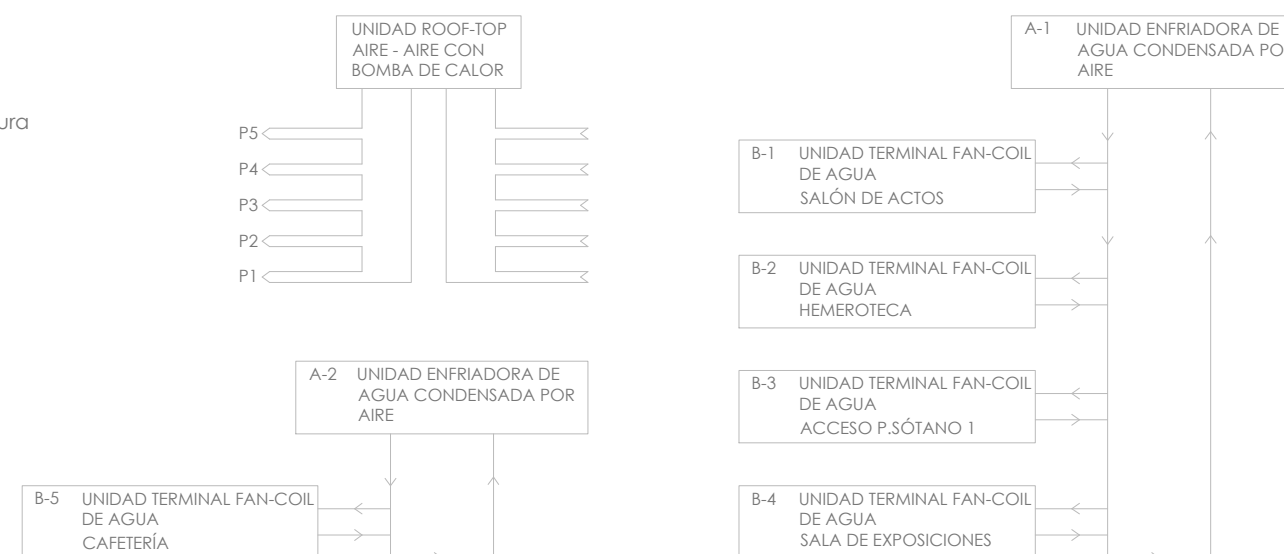 UNIDAD ROOF-TOP
AIRE - AIRE CON
BOMBA DE CALOR
ura
P5
P4
P3
P2
P1
A-1 UNIDAD ENFRIADORA DE
AGUA CONDENSADA PO
AIRE
B-1 UNIDAD TERMINAL FAN-COIL
DE AGUA
SALÓN DE ACTOS
B-2 UNIDAD TERMINAL FAN-COIL
DE AGUA
HEMEROTECA
B-3 UNIDAD TERMINAL FAN-COIL
DE AGUA
ACCESO P.SÓTANO 1
B-4 UNIDAD TERMINAL FAN-COIL
DE AGUA
SALA DE EXPOSICIONES
A-2 UNIDAD ENFRIADORA DE
AGUA CONDENSADA POR
AIRE
B-5 UNIDAD TERMINAL FAN-COIL
DE AGUA
CAFETERÍA